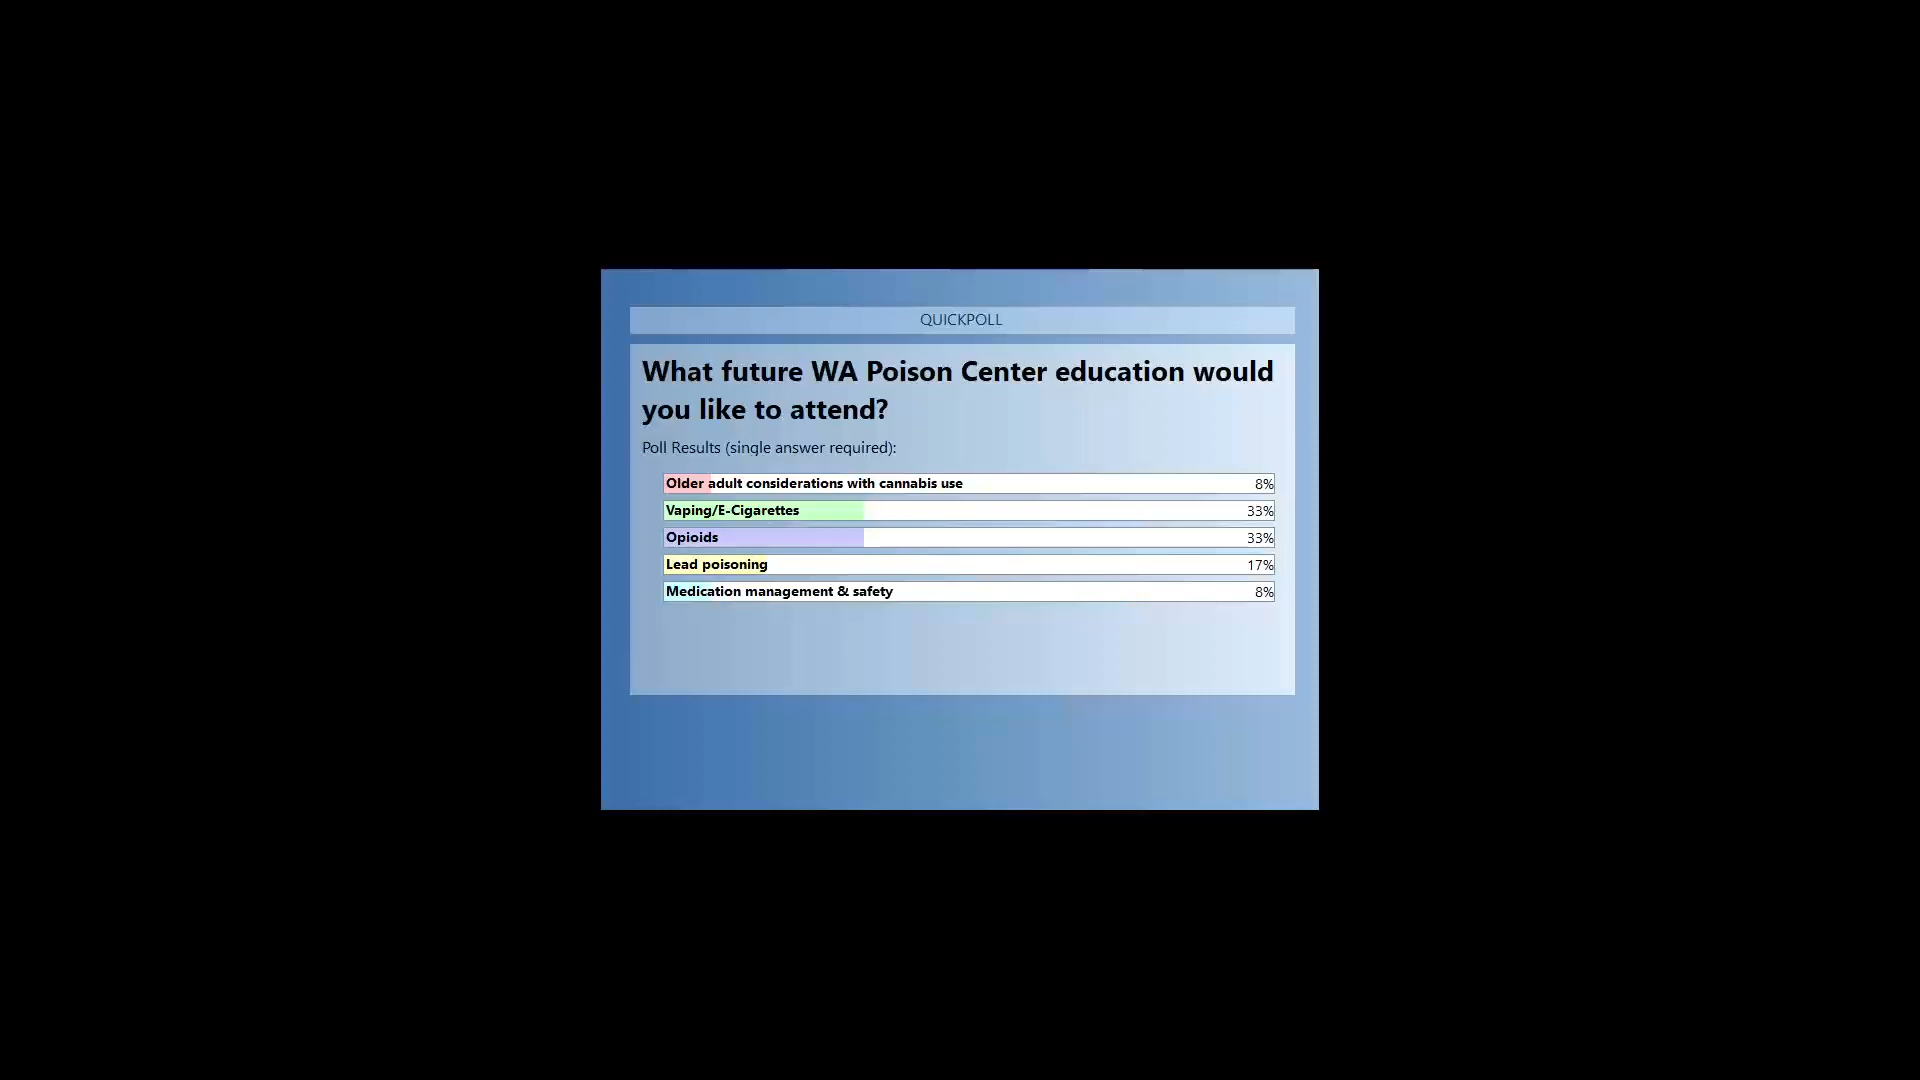 QUICKPOLL
What future WA Poison Center education would
you like to attend?
Poll Results (single answer required):
Older adult considerations with cannabis use 8%
Vaping/E-Cigarettes 33%
Opioids 33%
Lead poisoning 17%
Medication management & safety 8%